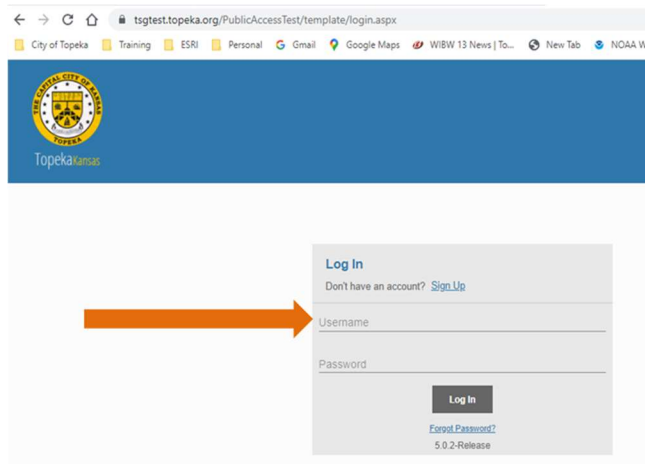 tsgtest.topeka.org/PublicAccessTest/template/login.aspx
City of Topeka Training ESRI Personal Gmail Google Maps WIBW 13 News | To... New Tab NOAA W
THE CAPITAL CITY OF KANSAS
TOPEKA
Topeka Kansas
Log In
Don't have an account? Sign Up
Username
Password
Log In
Forgot Password?
5.0.2-Release